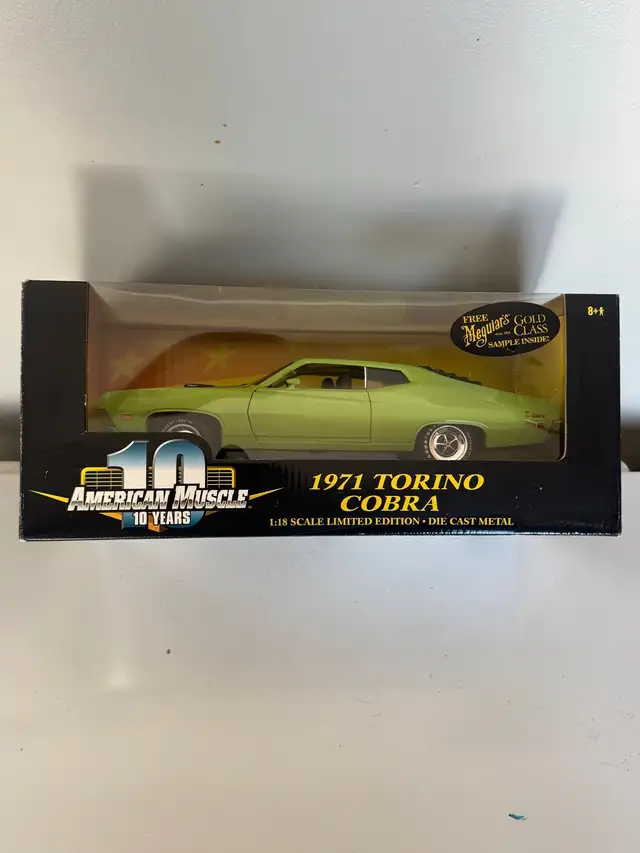 FREE
Meguiar's
GOLD
CLASS
SAMPLE INSIDE!
8+
10
AMERICAN MUSCLE
10 YEARS
1971 TORINO
COBRA
1:18 SCALE LIMITED EDITION • DIE CAST METAL